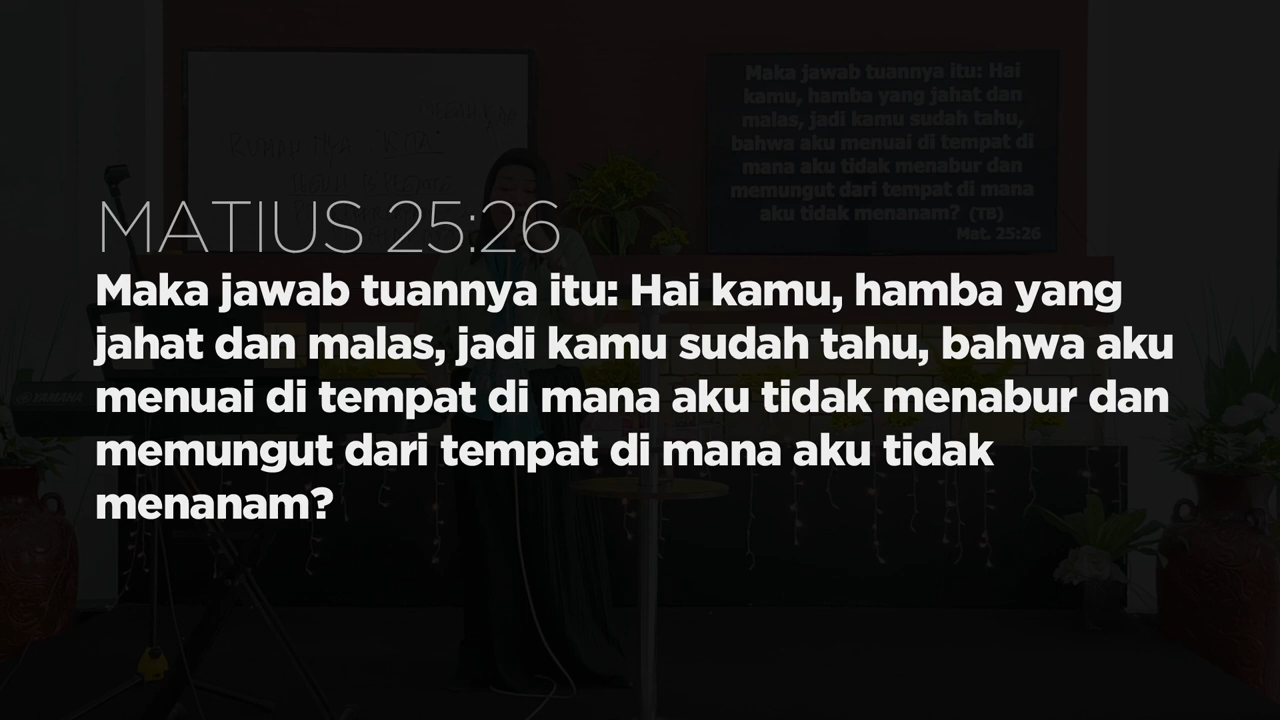 MATIUS 25:26
Maka jawab tuannya itu: Hai kamu, hamba yang
jahat dan malas, jadi kamu sudah tahu, bahwa aku
menuai di tempat di mana aku tidak menabur dan
memungut dari tempat di mana aku tidak
menanam?
Maka jawab tuannya itu: Hai
kamu, hamba yang jahat dan
malas, jadi kamu sudah tahu,
bahwa aku menuai di tempat di
mana aku tidak menabur dan
memungut dari tempat di mana
aku tidak menanam? (TB)
Mat. 25:26
YAMAHA